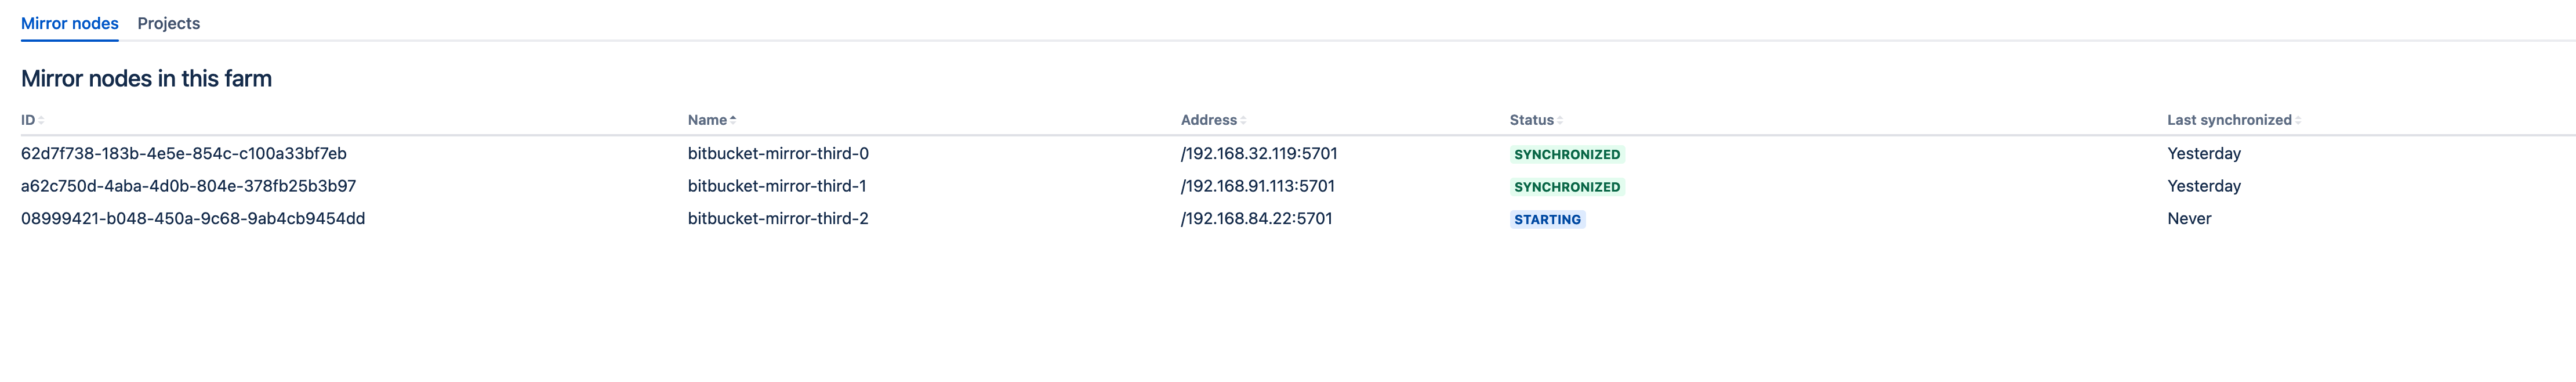 Mirror nodes Projects
Mirror nodes in this farm
ID Name Address Status Last synchronized
62d7f738-183b-4e5e-854c-c100a33bf7eb bitbucket-mirror-third-0 /192.168.32.119:5701 SYNCHRONIZED Yesterday
a62c750d-4aba-4d0b-804e-378fb25b3b97 bitbucket-mirror-third-1 /192.168.91.113:5701 SYNCHRONIZED Yesterday
08999421-b048-450a-9c68-9ab4cb9454dd bitbucket-mirror-third-2 /192.168.84.22:5701 STARTING Never